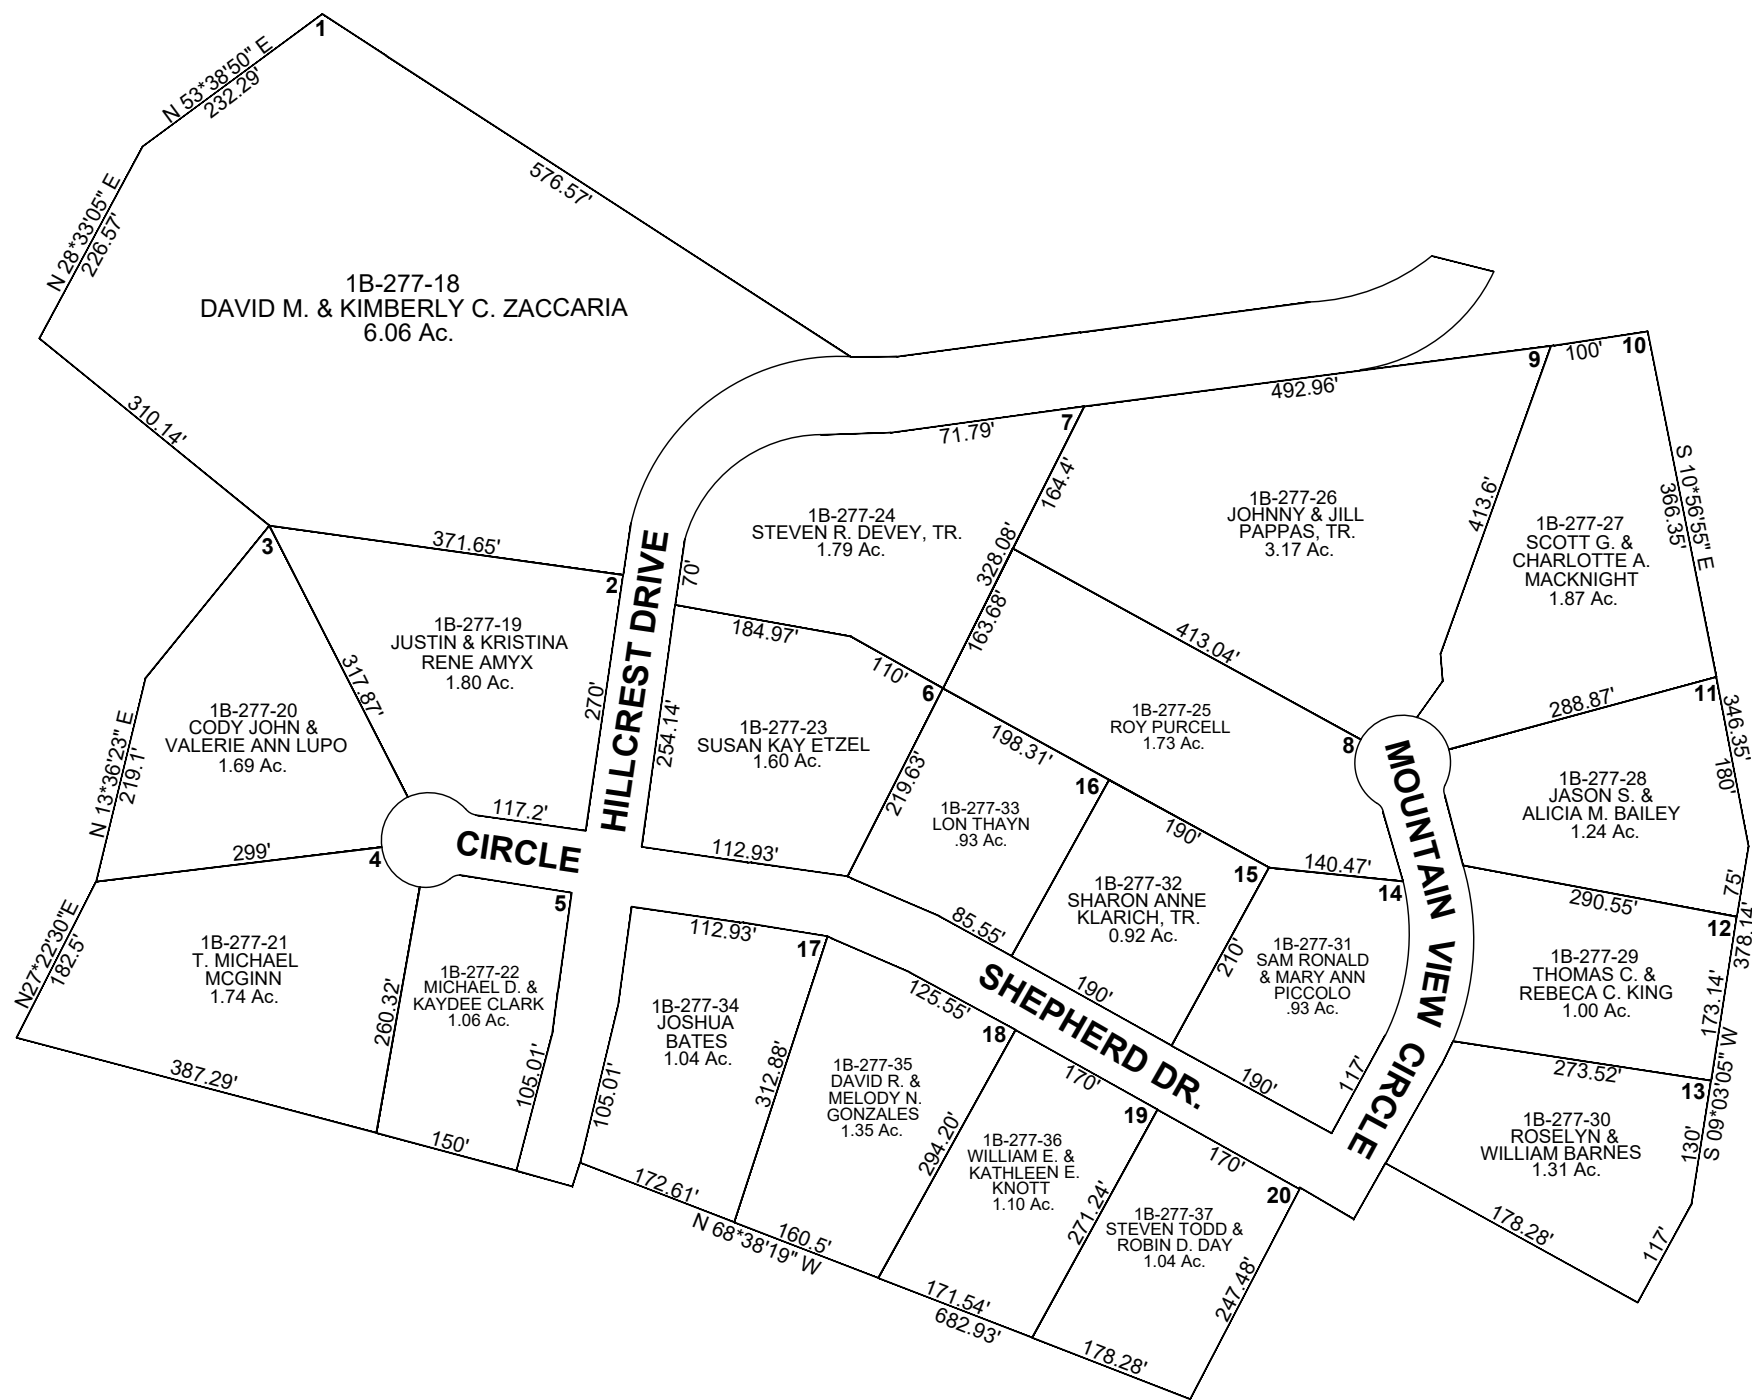 1
N 53*38'50" E
232.29'
576.57'
N 28*33'05" E
226.57'
1B-277-18
DAVID M. & KIMBERLY C. ZACCARIA
6.06 Ac.
310.14'
9
100'
10
492.96'
71.79'
7
164.4'
328.08'
163.68'
1B-277-26
JOHNNY & JILL
PAPPAS, TR.
3.17 Ac.
413.6'
1B-277-27
SCOTT G. &
CHARLOTTE A.
MACKNIGHT
1.87 Ac.
S 10*56'55" E
366.35'
1B-277-24
STEVEN R. DEVEY, TR.
1.79 Ac.
3
371.65'
2
70'
HILLCREST DRIVE
1B-277-19
JUSTIN & KRISTINA
RENE AMYX
1.80 Ac.
317.87'
270'
254.14'
184.97'
110'
6
413.04'
1B-277-20
CODY JOHN &
VALERIE ANN LUPO
1.69 Ac.
N 13*36'23" E
219.1'
1B-277-23
SUSAN KAY ETZEL
1.60 Ac.
219.63'
198.31'
1B-277-25
ROY PURCELL
1.73 Ac.
8
288.87'
11
346.35'
180'
1B-277-28
JASON S. &
ALICIA M. BAILEY
1.24 Ac.
MOUNTAIN VIEW CIRCLE
117.2'
CIRCLE
299'
4
5
112.93'
1B-277-33
LON THAYN
.93 Ac.
16
190'
15
140.47'
14
290.55'
75'
12
378.14'
85.55'
1B-277-32
SHARON ANNE
KLARICH, TR.
0.92 Ac.
210'
190'
1B-277-31
SAM RONALD
& MARY ANN
PICCOLO
.93 Ac.
117'
190'
1B-277-29
THOMAS C. &
REBECA C. KING
1.00 Ac.
173.14'
S 09*03'05" W
273.52'
13
N27*22'30"E
182.5'
1B-277-21
T. MICHAEL
MCGINN
1.74 Ac.
260.32'
387.29'
1B-277-22
MICHAEL D. &
KAYDEE CLARK
1.06 Ac.
105.01'
150'
112.93'
17
1B-277-34
JOSHUA
BATES
1.04 Ac.
105.01'
312.88'
172.61'
125.55'
18
SHEPHERD DR.
1B-277-35
DAVID R. &
MELODY N.
GONZALES
1.35 Ac.
294.20'
160.5'
N 68*38'19" W
170'
19
1B-277-36
WILLIAM E. &
KATHLEEN E.
KNOTT
1.10 Ac.
271.24'
171.54'
682.93'
170'
20
1B-277-37
STEVEN TODD &
ROBIN D. DAY
1.04 Ac.
247.48'
178.28'
1B-277-30
ROSELYN &
WILLIAM BARNES
1.31 Ac.
130'
178.28'
117'